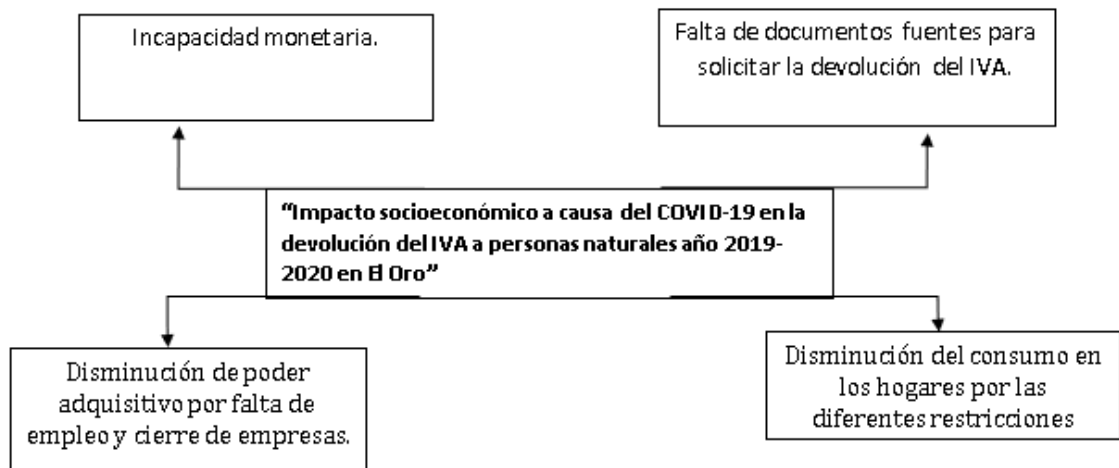 Incapacidad monetaria.
Falta de documentos fuentes para
solicitar la devolución del IVA.
“Impacto socioeconómico a causa del COVID-19 en la
devolución del IVA a personas naturales año 2019-
2020 en El Oro”
Disminución de poder
adquisitivo por falta de
empleo y cierre de empresas.
Disminución del consumo en
los hogares por las
diferentes restricciones